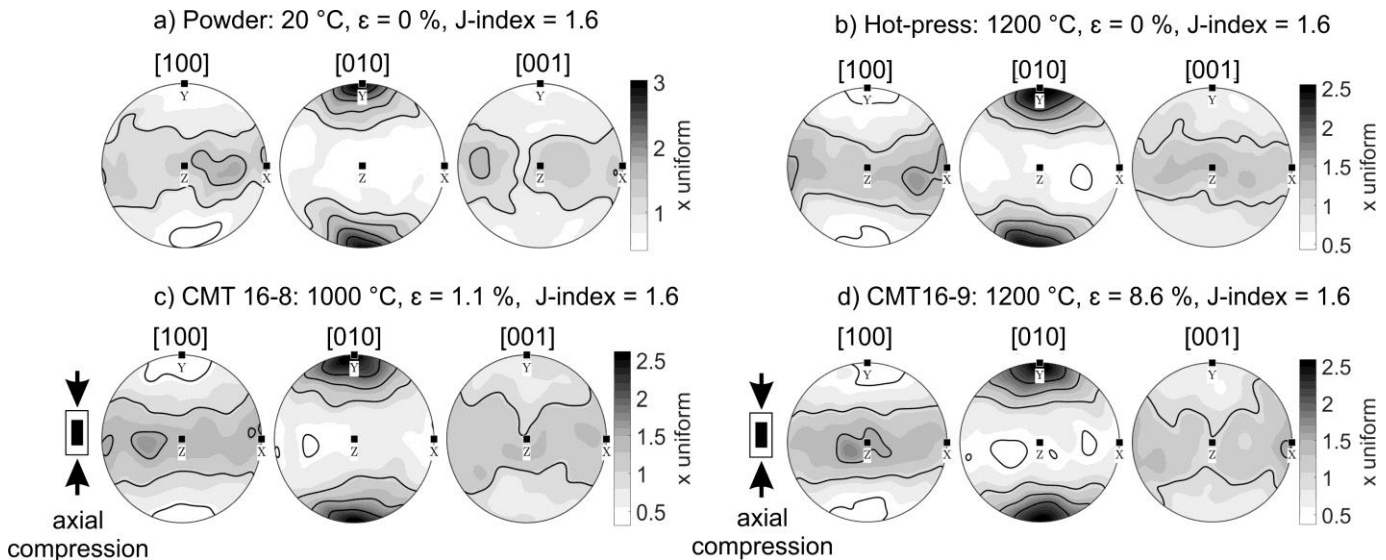 a) Powder: 20 °C, ε = 0 %, J-index = 1.6
[100] [010] [001]
Y Y Y
Z X Z X Z X
3
2
1
x uniform
b) Hot-press: 1200 °C, ε = 0 %, J-index = 1.6
[100] [010] [001]
Y Y Y
Z X Z X Z X
2.5
2
1.5
1
0.5
x uniform
c) CMT 16-8: 1000 °C, ε = 1.1 %, J-index = 1.6
[100] [010] [001]
Y Y Y
Z X Z X Z X
2.5
2
1.5
1
0.5
x uniform
axial
compression
d) CMT16-9: 1200 °C, ε = 8.6 %, J-index = 1.6
[100] [010] [001]
Y Y Y
Z X Z X Z X
2.5
2
1.5
1
0.5
x uniform
axial
compression